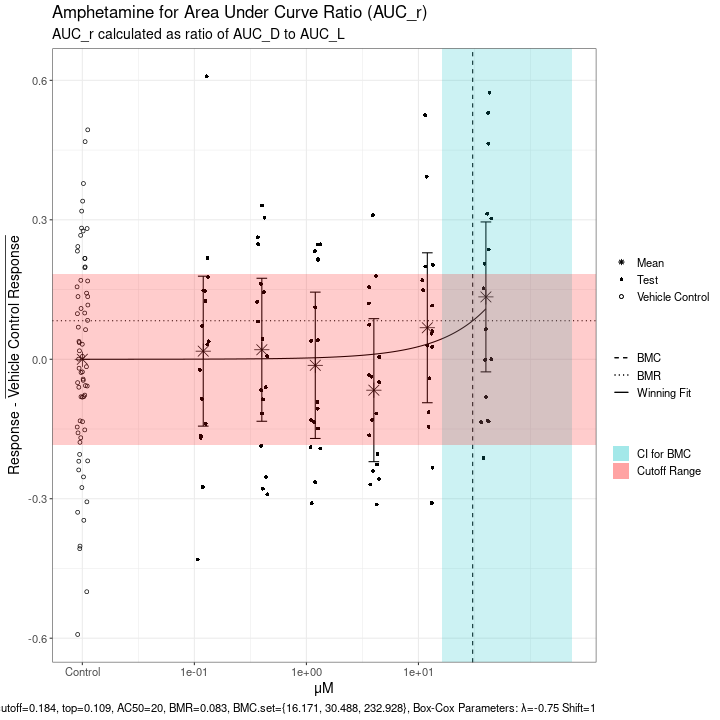 Amphetamine for Area Under Curve Ratio (AUC_r)
AUC_r calculated as ratio of AUC_D to AUC_L
Response - Vehicle Control Response
0.6
0.3
0.0
-0.3
-0.6
Control
1e-01
1e+00
1e+01
μM
Mean
Test
Vehicle Control
BMC
BMR
Winning Fit
CI for BMC
Cutoff Range
utoff=0.184, top=0.109, AC50=20, BMR=0.083, BMC.set={16.171, 30.488, 232.928}, Box-Cox Parameters: λ=-0.75 Shift=1